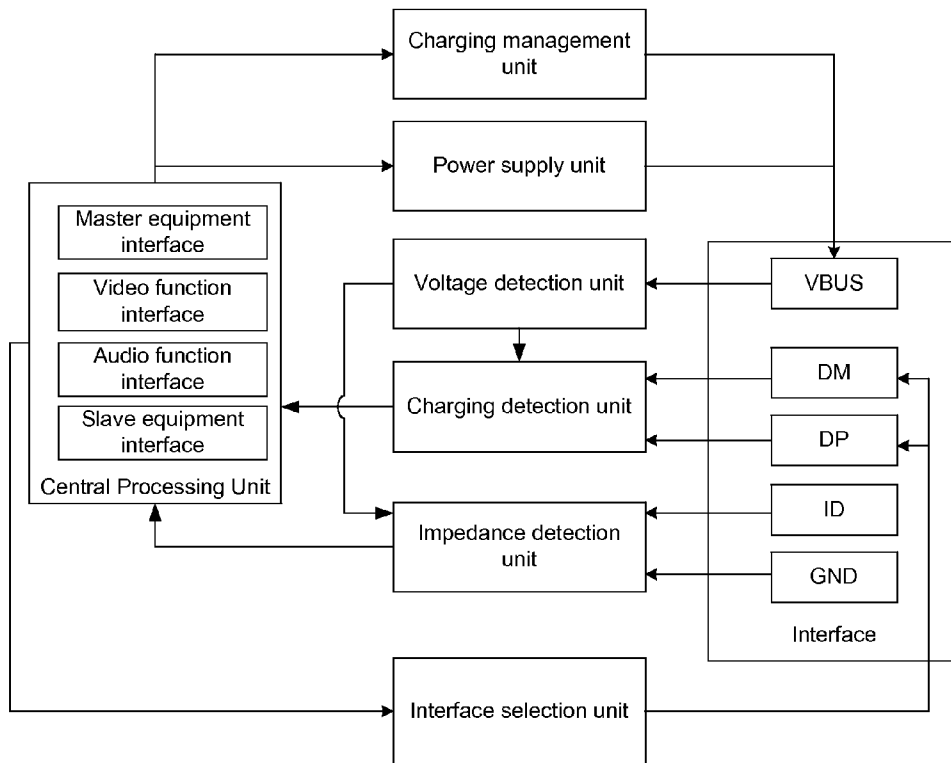 Charging management
unit
Power supply unit
Master equipment
interface
Video function
interface
Audio function
interface
Slave equipment
interface
Central Processing Unit
Voltage detection unit
Charging detection unit
Impedance detection
unit
Interface selection unit
VBUS
DM
DP
ID
GND
Interface